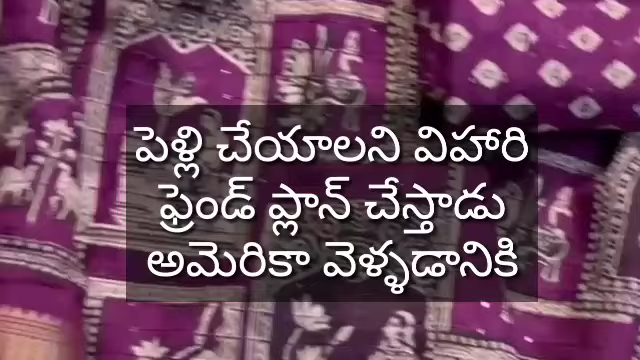 పెళ్లి చేయాలని విహారి
ఫ్రెండ్ ప్లాన్ చేస్తాడు
అమెరికా వెళ్ళడానికి